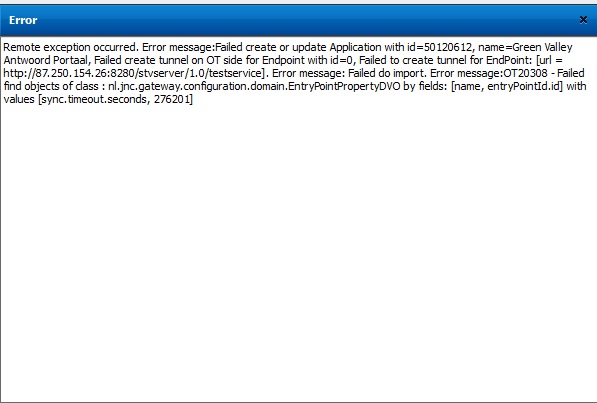 Error
Remote exception occurred. Error message:Failed create or update Application with id=50120612, name=Green Valley
Antwoord Portaal, Failed create tunnel on OT side for Endpoint with id=0, Failed to create tunnel for EndPoint: [url =
http://87.250.154.26:8280/stvserver/1.0/testservice]. Error message: Failed do import. Error message:OT20308 - Failed
find objects of class : nl.jnc.gateway.configuration.domain.EntryPointPropertyDVO by fields: [name, entryPointId.id] with
values [sync.timeout.seconds, 276201]